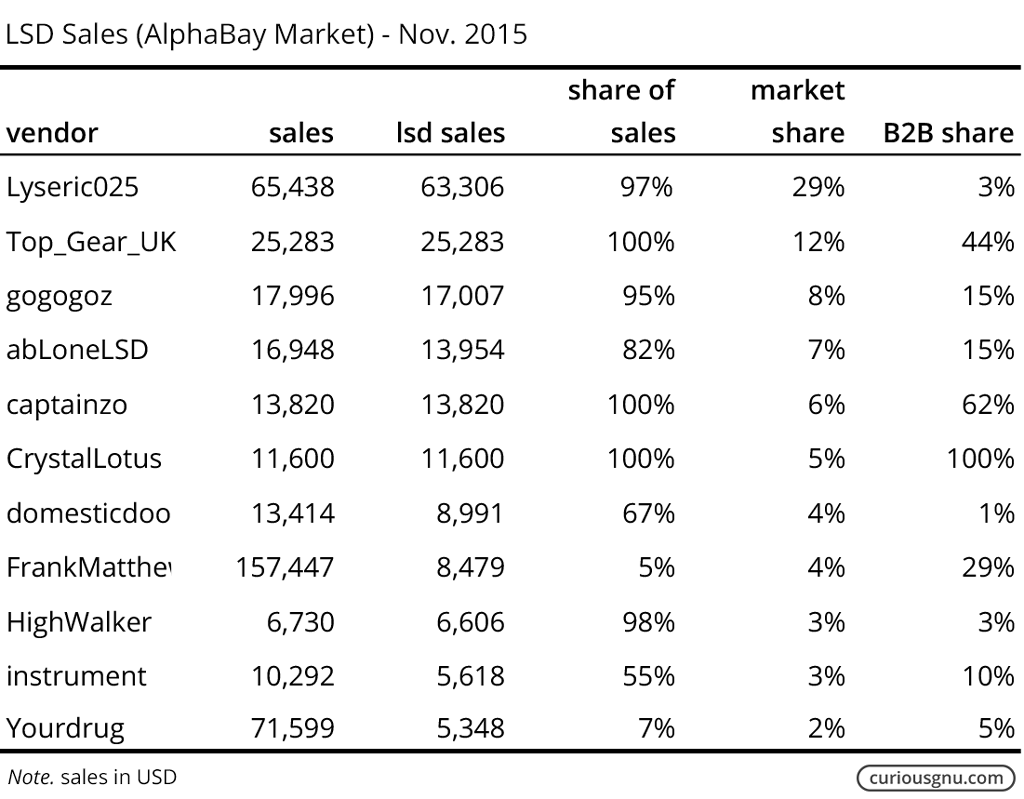 LSD Sales (AlphaBay Market) - Nov. 2015
share of market
vendor sales lsd sales sales share B2B share
Lyseric025 65,438 63,306 97% 29% 3%
Top_Gear_UK 25,283 25,283 100% 12% 44%
gogogoz 17,996 17,007 95% 8% 15%
abLoneLSD 16,948 13,954 82% 7% 15%
captainzo 13,820 13,820 100% 6% 62%
CrystalLotus 11,600 11,600 100% 5% 100%
domesticdoo 13,414 8,991 67% 4% 1%
FrankMatthe 157,447 8,479 5% 4% 29%
HighWalker 6,730 6,606 98% 3% 3%
instrument 10,292 5,618 55% 3% 10%
Yourdrug 71,599 5,348 7% 2% 5%
Note. sales in USD
curiousgnu.com